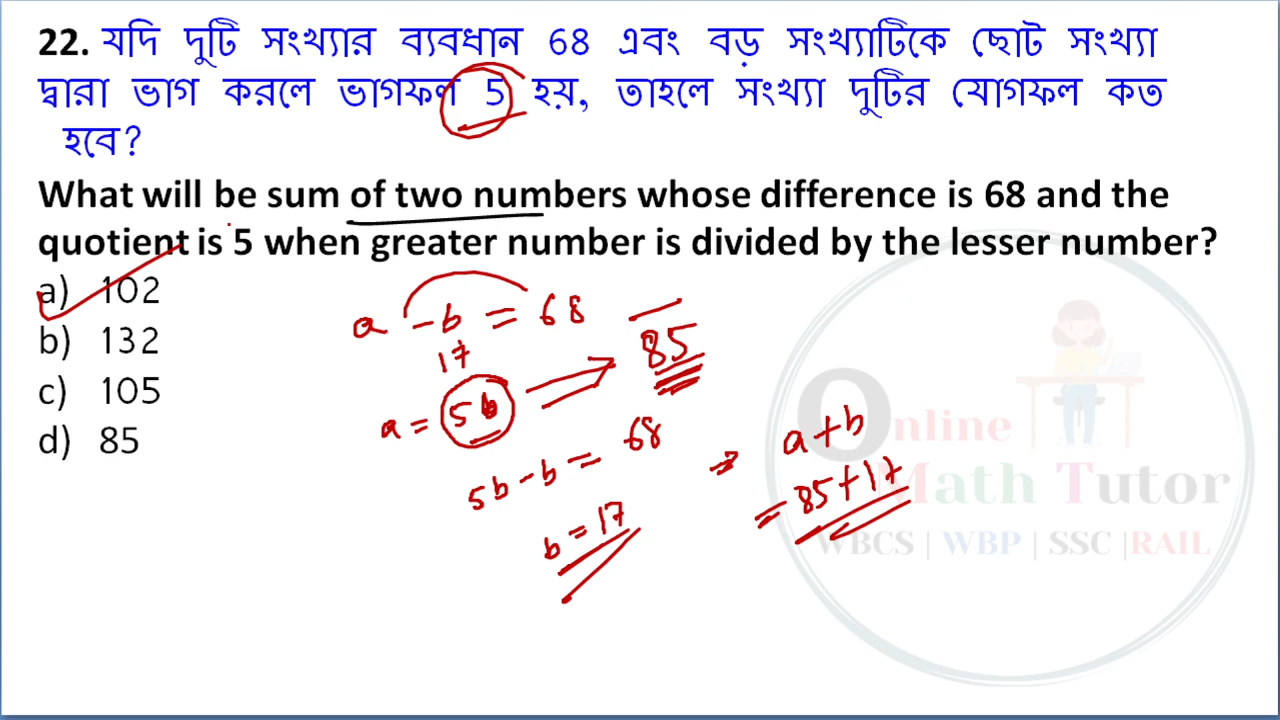 22. যদি দুটি সংখ্যার ব্যবধান 68 এবং বড় সংখ্যাটিকে ছোট সংখ্যা
দ্বারা ভাগ করলে ভাগফল 5 হয়, তাহলে সংখ্যা দুটির যোগফল কত
হবে?
What will be sum of two numbers whose difference is 68 and the
quotient is 5 when greater number is divided by the lesser number?
a) 102
b) 132
c) 105
d) 85
a - b = 68
17
85
a = 5b
5b - b = 68
b = 17
⇒ a + b
= 85 + 17
Online
Math Tutor
WBCS | WBP | SSC |RAIL